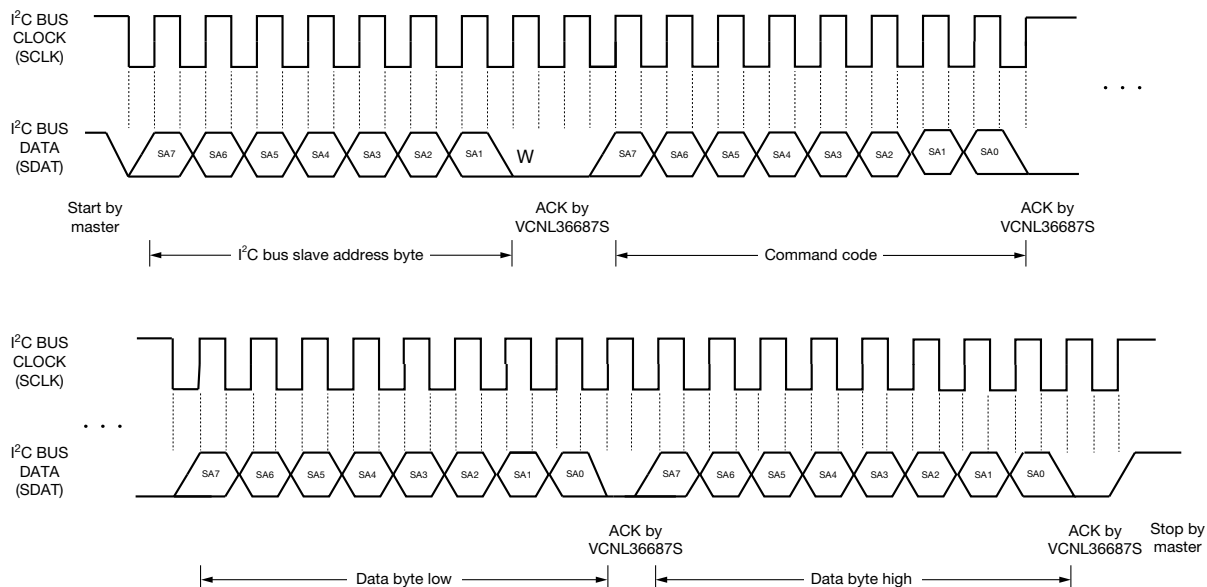 I²C BUS
CLOCK
(SCLK)
. . .
I²C BUS
DATA
(SDAT)
SA7 SA6 SA5 SA4 SA3 SA2 SA1 W SA7 SA6 SA5 SA4 SA3 SA2 SA1 SA0
Start by
master
ACK by
VCNL36687S
ACK by
VCNL36687S
I²C bus slave address byte
Command code
I²C BUS
CLOCK
(SCLK)
. . .
I²C BUS
DATA
(SDAT)
SA7 SA6 SA5 SA4 SA3 SA2 SA1 SA0 SA7 SA6 SA5 SA4 SA3 SA2 SA1 SA0
ACK by
VCNL36687S
ACK by
VCNL36687S
Stop by
master
Data byte low
Data byte high